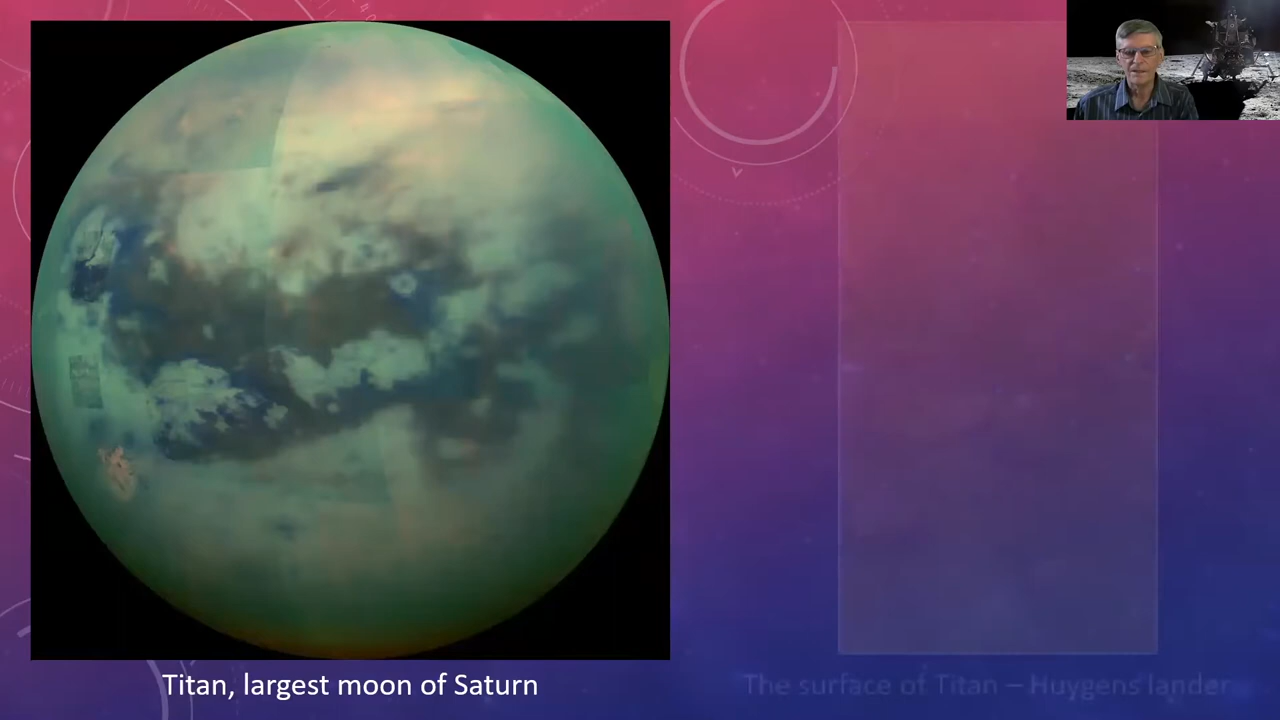 Titan, largest moon of Saturn
The surface of Titan – Huygens lander